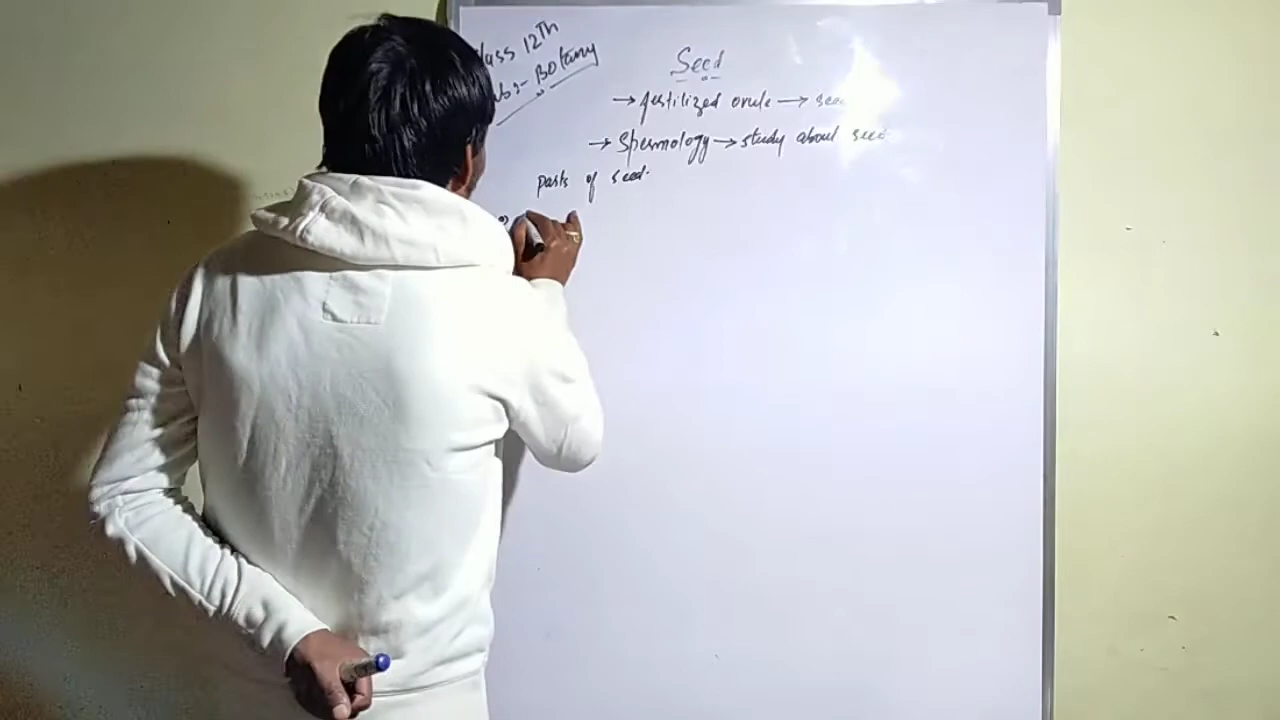 Class 12th
Sub:- Botany
Seed
→ fertilized ovule → seed
→ Spermology → study about seed
parts of seed.